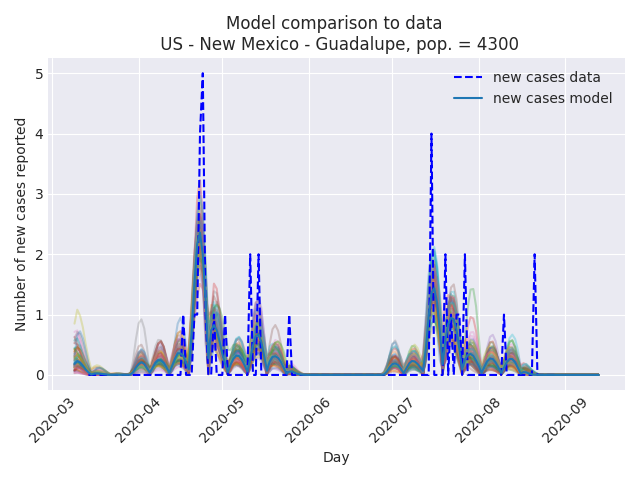 Model comparison to data
US - New Mexico - Guadalupe, pop. = 4300
new cases data
new cases model
Number of new cases reported
5
4
3
2
1
0
2020-03
2020-04
2020-05
2020-06
2020-07
2020-08
2020-09
Day